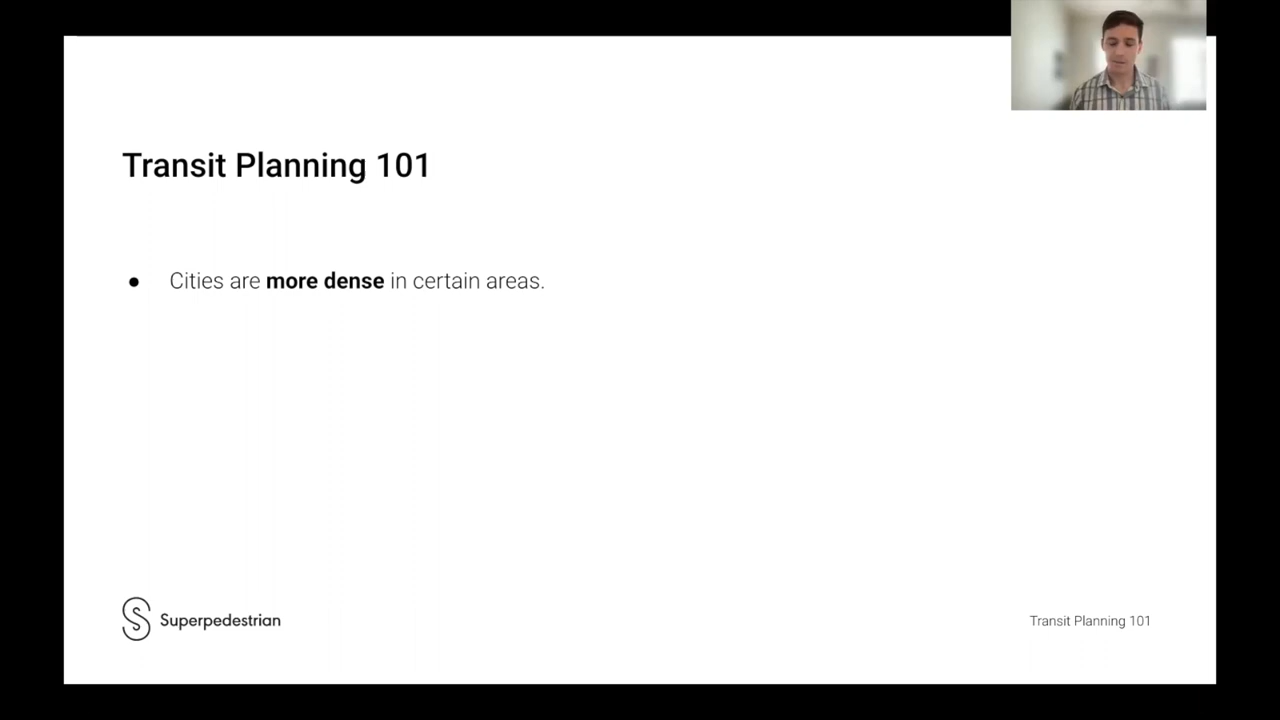 Transit Planning 101
● Cities are more dense in certain areas.
Superpedestrian
Transit Planning 101